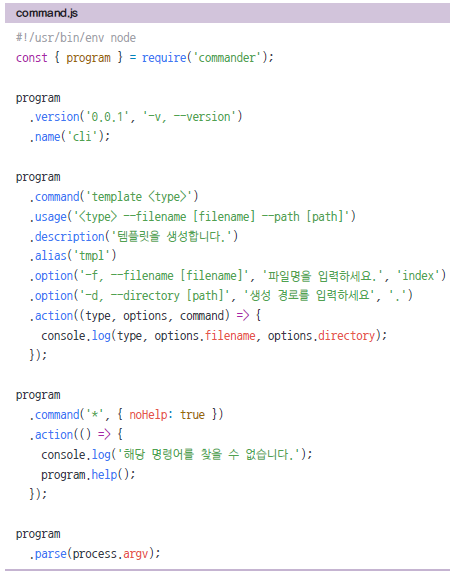 command.js
#!/usr/bin/env node
const { program } = require('commander');
program
.version('0.0.1', '-v, --version')
.name('cli');
program
.command('template <type>')
.usage('<type> --filename [filename] --path [path]')
.description('템플릿을 생성합니다.')
.alias('tmpl')
.option('-f, --filename [filename]', '파일명을 입력하세요.', 'index')
.option('-d, --directory [path]', '생성 경로를 입력하세요', '.')
.action((type, options, command) => {
console.log(type, options.filename, options.directory);
});
program
.command('*', { noHelp: true })
.action(() => {
console.log('해당 명령어를 찾을 수 없습니다.');
program.help();
});
program
.parse(process.argv);